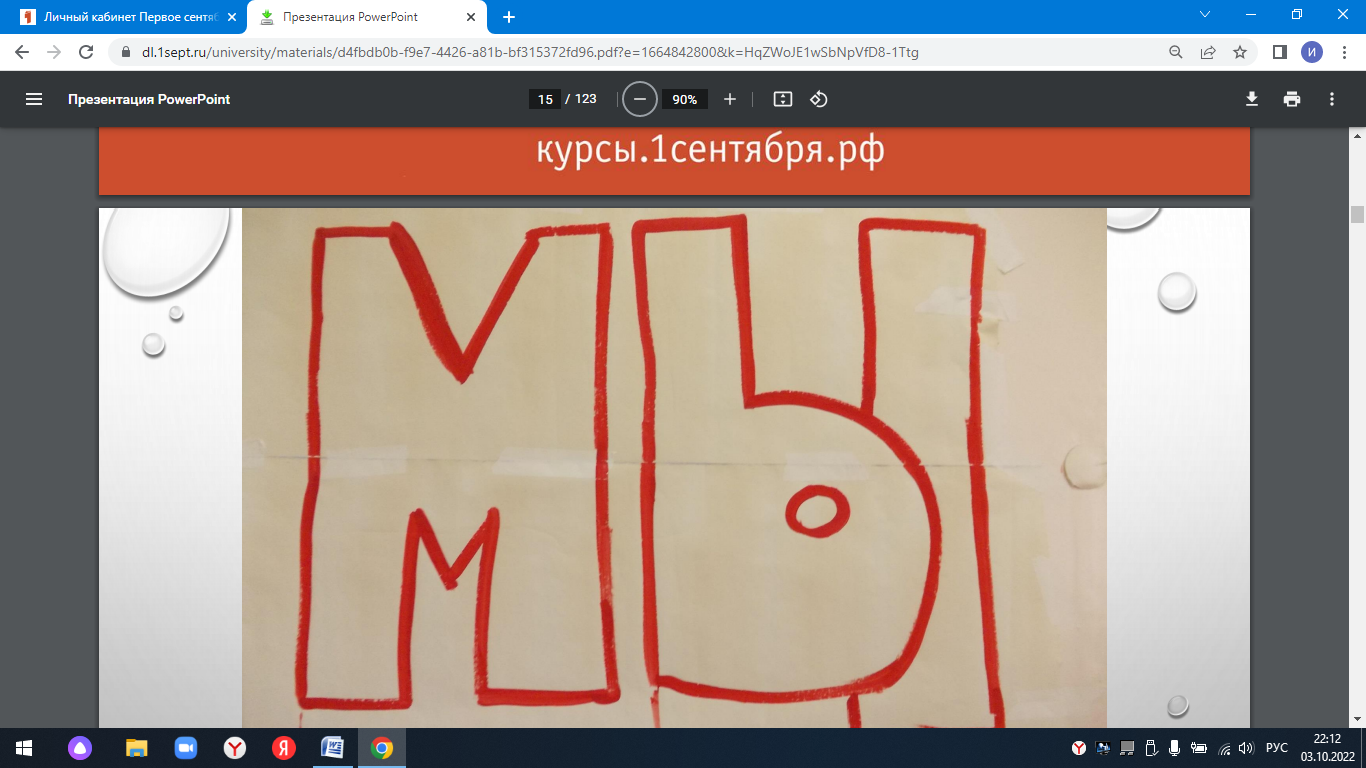 Личный кабинет Первое сентяб
Презентация PowerPoint
dl.1sept.ru/university/materials/d4fbdb0b-f9e7-4426-a81b-bf315372fd96.pdf?e=1664842800&k=HqZWoJE1wSbNpVfD8-1Ttg
И
Презентация PowerPoint
15 / 123
90%
курсы.1сентября.рф
МЫ
РУС
22:12
03.10.2022